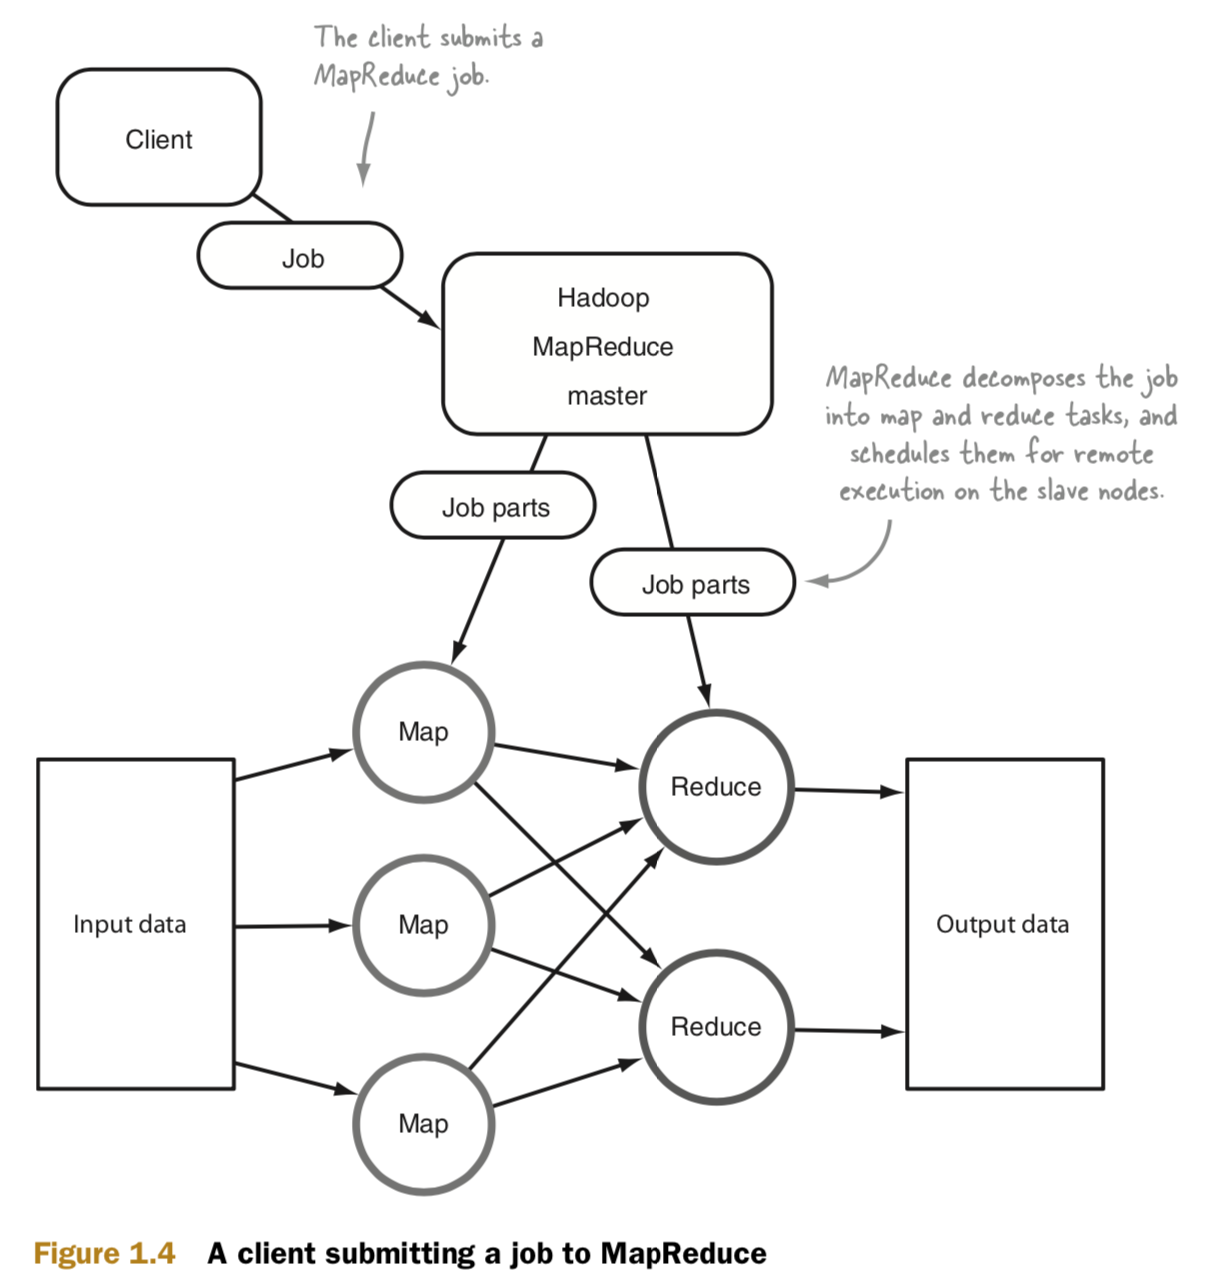 The client submits a
MapReduce job.
Client
Job
Hadoop
MapReduce
master
MapReduce decomposes the job
into map and reduce tasks, and
schedules them for remote
execution on the slave nodes.
Job parts
Job parts
Map
Reduce
Input data
Map
Output data
Reduce
Map
Figure 1.4 A client submitting a job to MapReduce